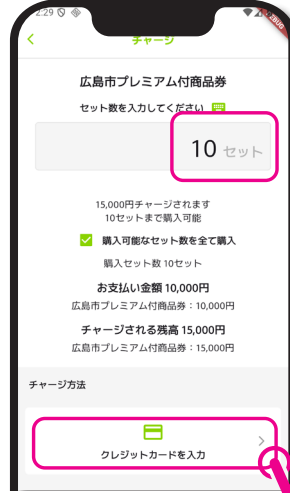 2:29
チャージ
広島市プレミアム付商品券
セット数を入力してください
10 セット
15,000円チャージされます
10セットまで購入可能
購入可能なセット数を全て購入
購入セット数 10セット
お支払い金額 10,000円
広島市プレミアム付商品券：10,000円
チャージされる残高 15,000円
広島市プレミアム付商品券：15,000円
チャージ方法
クレジットカードを入力